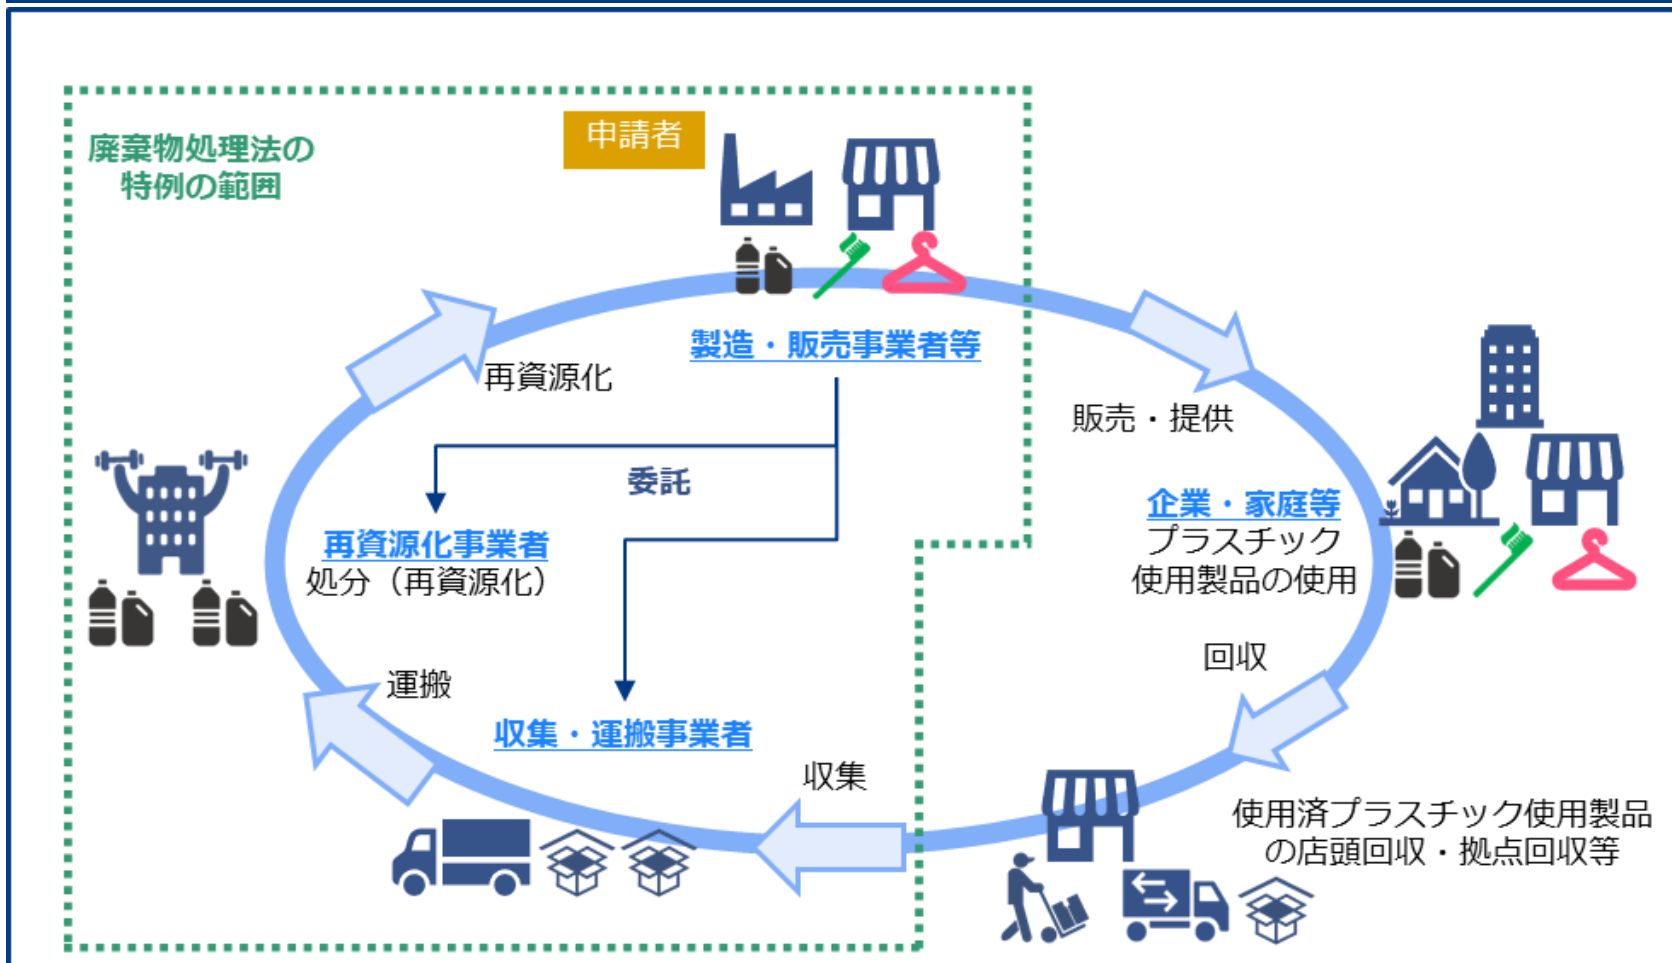 廃棄物処理法の
特例の範囲
申請者
製造・販売事業者等
再資源化
販売・提供
委託
企業・家庭等
プラスチック
使用製品の使用
再資源化事業者
処分（再資源化）
回収
運搬
収集・運搬事業者
収集
使用済プラスチック使用製品
の店頭回収・拠点回収等